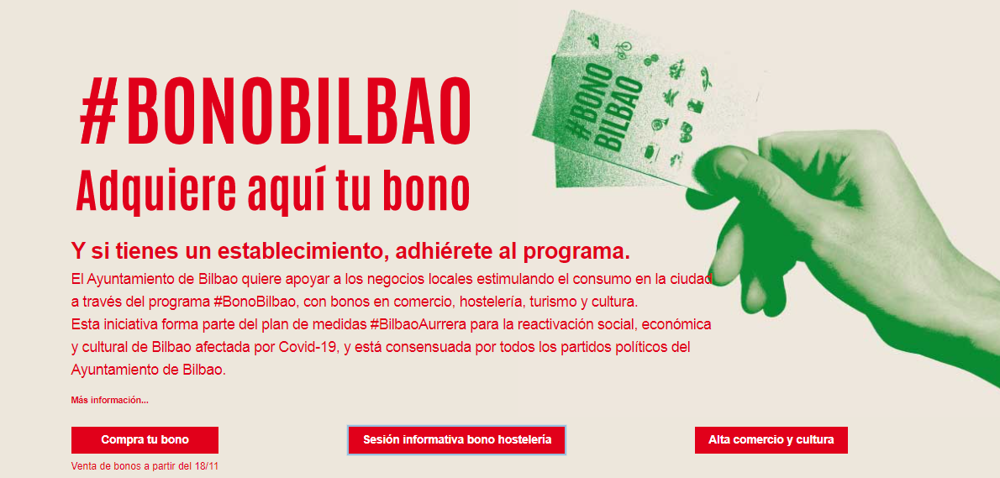 #BONO
BILBAO
#BONOBILBAO
Adquiere aquí tu bono
Y si tienes un establecimiento, adhiérete al programa.
El Ayuntamiento de Bilbao quiere apoyar a los negocios locales estimulando el consumo en la ciudad
a través del programa #BonoBilbao, con bonos en comercio, hostelería, turismo y cultura.
Esta iniciativa forma parte del plan de medidas #BilbaoAurrera para la reactivación social, económica
y cultural de Bilbao afectada por Covid-19, y está consensuada por todos los partidos políticos del
Ayuntamiento de Bilbao.
Más información...
Compra tu bono
Sesión informativa bono hostelería
Alta comercio y cultura
Venta de bonos a partir del 18/11